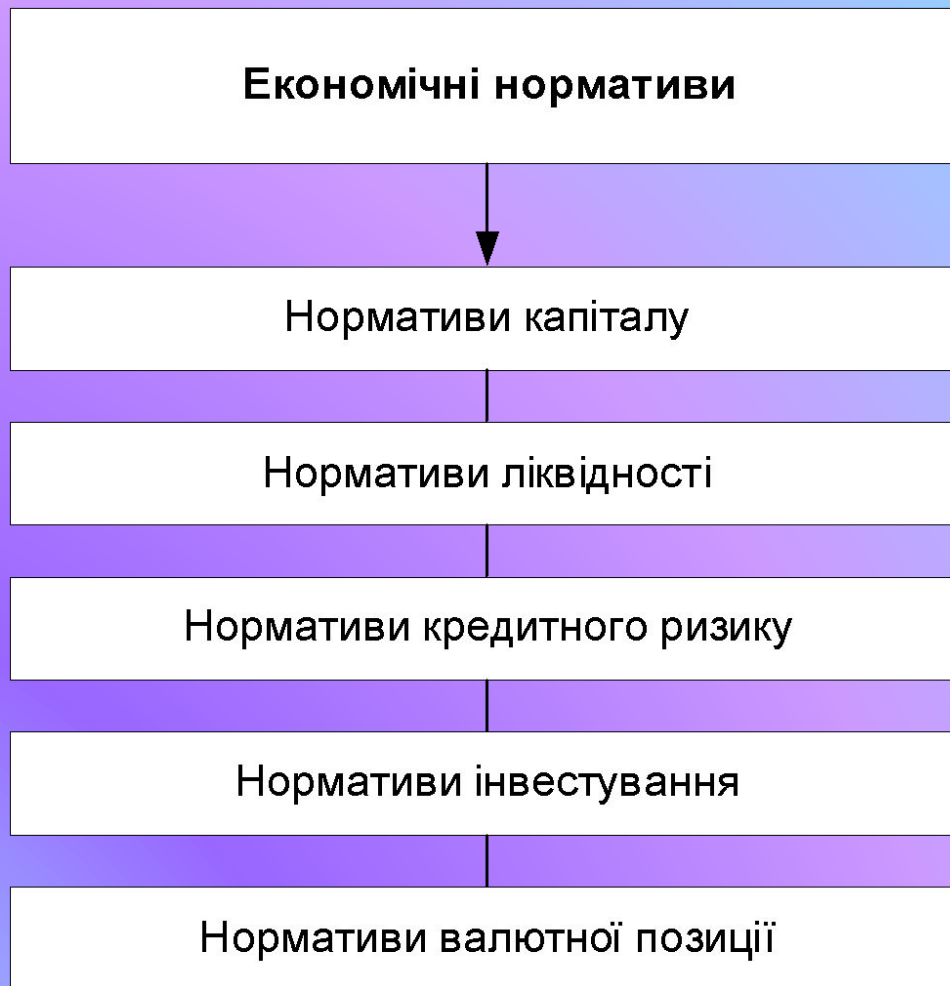 Економічні нормативи
Нормативи капіталу
Нормативи ліквідності
Нормативи кредитного ризику
Нормативи інвестування
Нормативи валютної позиції